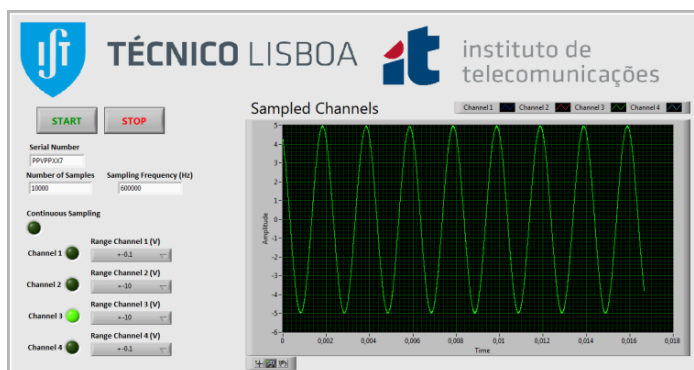 TÉCNICO LISBOA
instituto de
telecomunicações
START
STOP
Sampled Channels
Channel 1
Channel 2
Channel 3
Channel 4
Serial Number
PPVPPXX7
Number of Samples
Sampling Frequency (Hz)
10000
600000
Continuous Sampling
Channel 1
Range Channel 1 (V)
+-0.1
Channel 2
Range Channel 2 (V)
+-10
Channel 3
Range Channel 3 (V)
+-10
Channel 4
Range Channel 4 (V)
+-0.1
Amplitude
5
4
3
2
1
0
-1
-2
-3
-4
-5
-6
0
0,002
0,004
0,006
0,008
0,01
0,012
0,014
0,016
0,018
Time